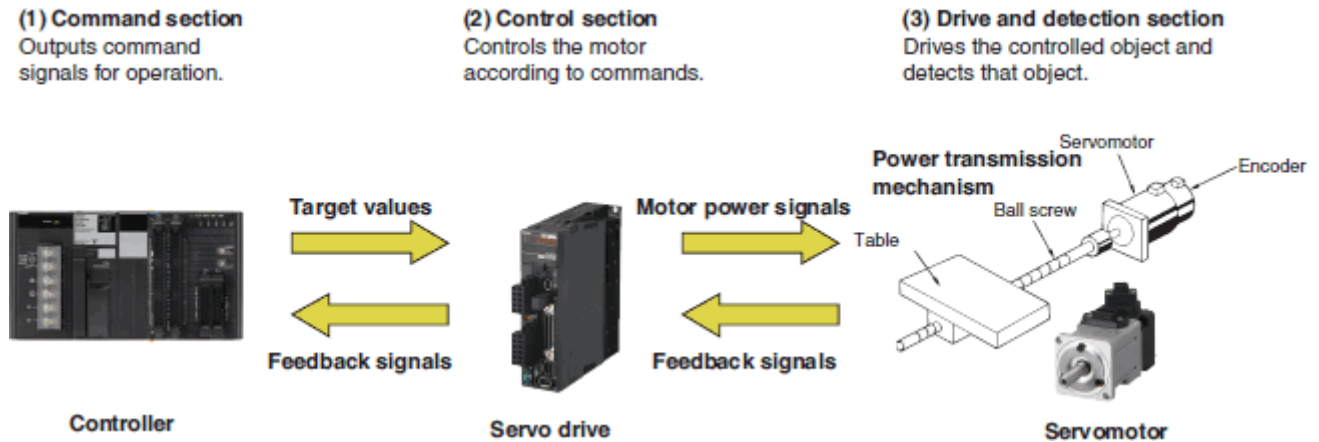 (1) Command section
Outputs command
signals for operation.
(2) Control section
Controls the motor
according to commands.
(3) Drive and detection section
Drives the controlled object and
detects that object.
Target values
Feedback signals
Motor power signals
Feedback signals
Power transmission
mechanism
Servomotor
Encoder
Ball screw
Table
Controller
Servo drive
Servomotor